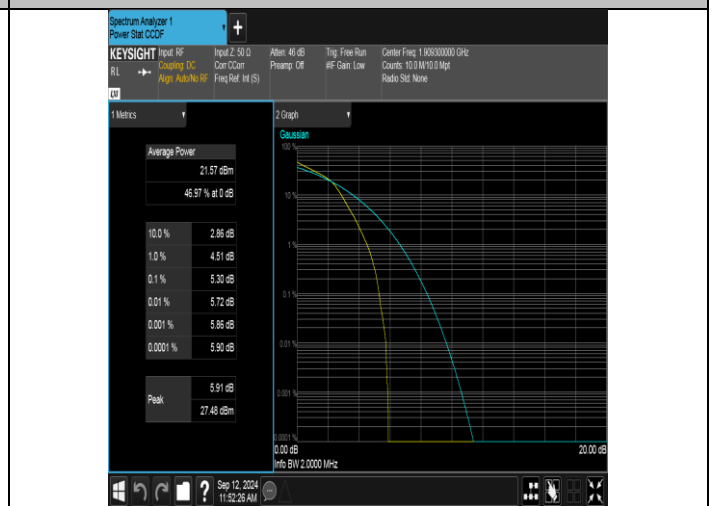 Spectrum Analyzer 1
Power Stat CCDF
+
KEYSIGHT Input: RF Input Z: 50 Ω Atten: 46 dB Trig: Free Run Center Freq: 1.909300000 GHz
RL Coupling: DC Corr CCorr Preamp: Off #IF Gain: Low Counts: 10.0 M/10.0 Mpt
Align: Auto/No RF Freq Ref: Int (S) Radio Std: None
LXI
1 Metrics
2 Graph
Gaussian
Average Power
21.57 dBm
46.97 % at 0 dB
10.0 % 2.86 dB
1.0 % 4.51 dB
0.1 % 5.30 dB
0.01 % 5.72 dB
0.001 % 5.86 dB
0.0001 % 5.90 dB
Peak 5.91 dB
27.48 dBm
100 %
10 %
1 %
0.1 %
0.01 %
0.001 %
0.0001 %
0.00 dB 20.00 dB
Info BW 2.0000 MHz
? Sep 12, 2024
11:52:26 AM